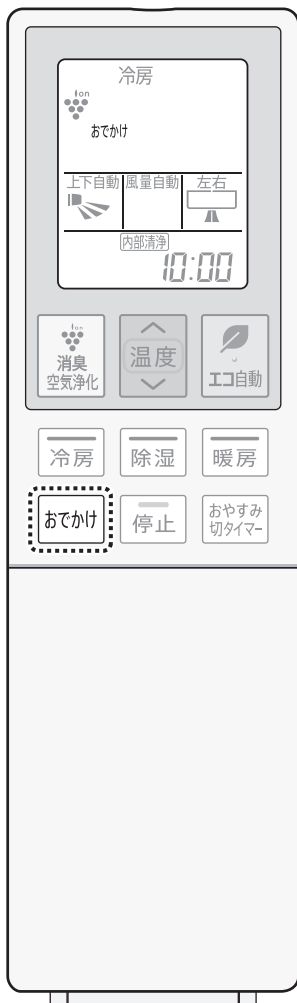 冷房
ion
おでかけ
上下自動 風量自動 左右
内部清浄
10:00
ion
消臭
空気浄化
温度
エコ自動
冷房 除湿 暖房
おでかけ 停止 おやすみ
切タイマー